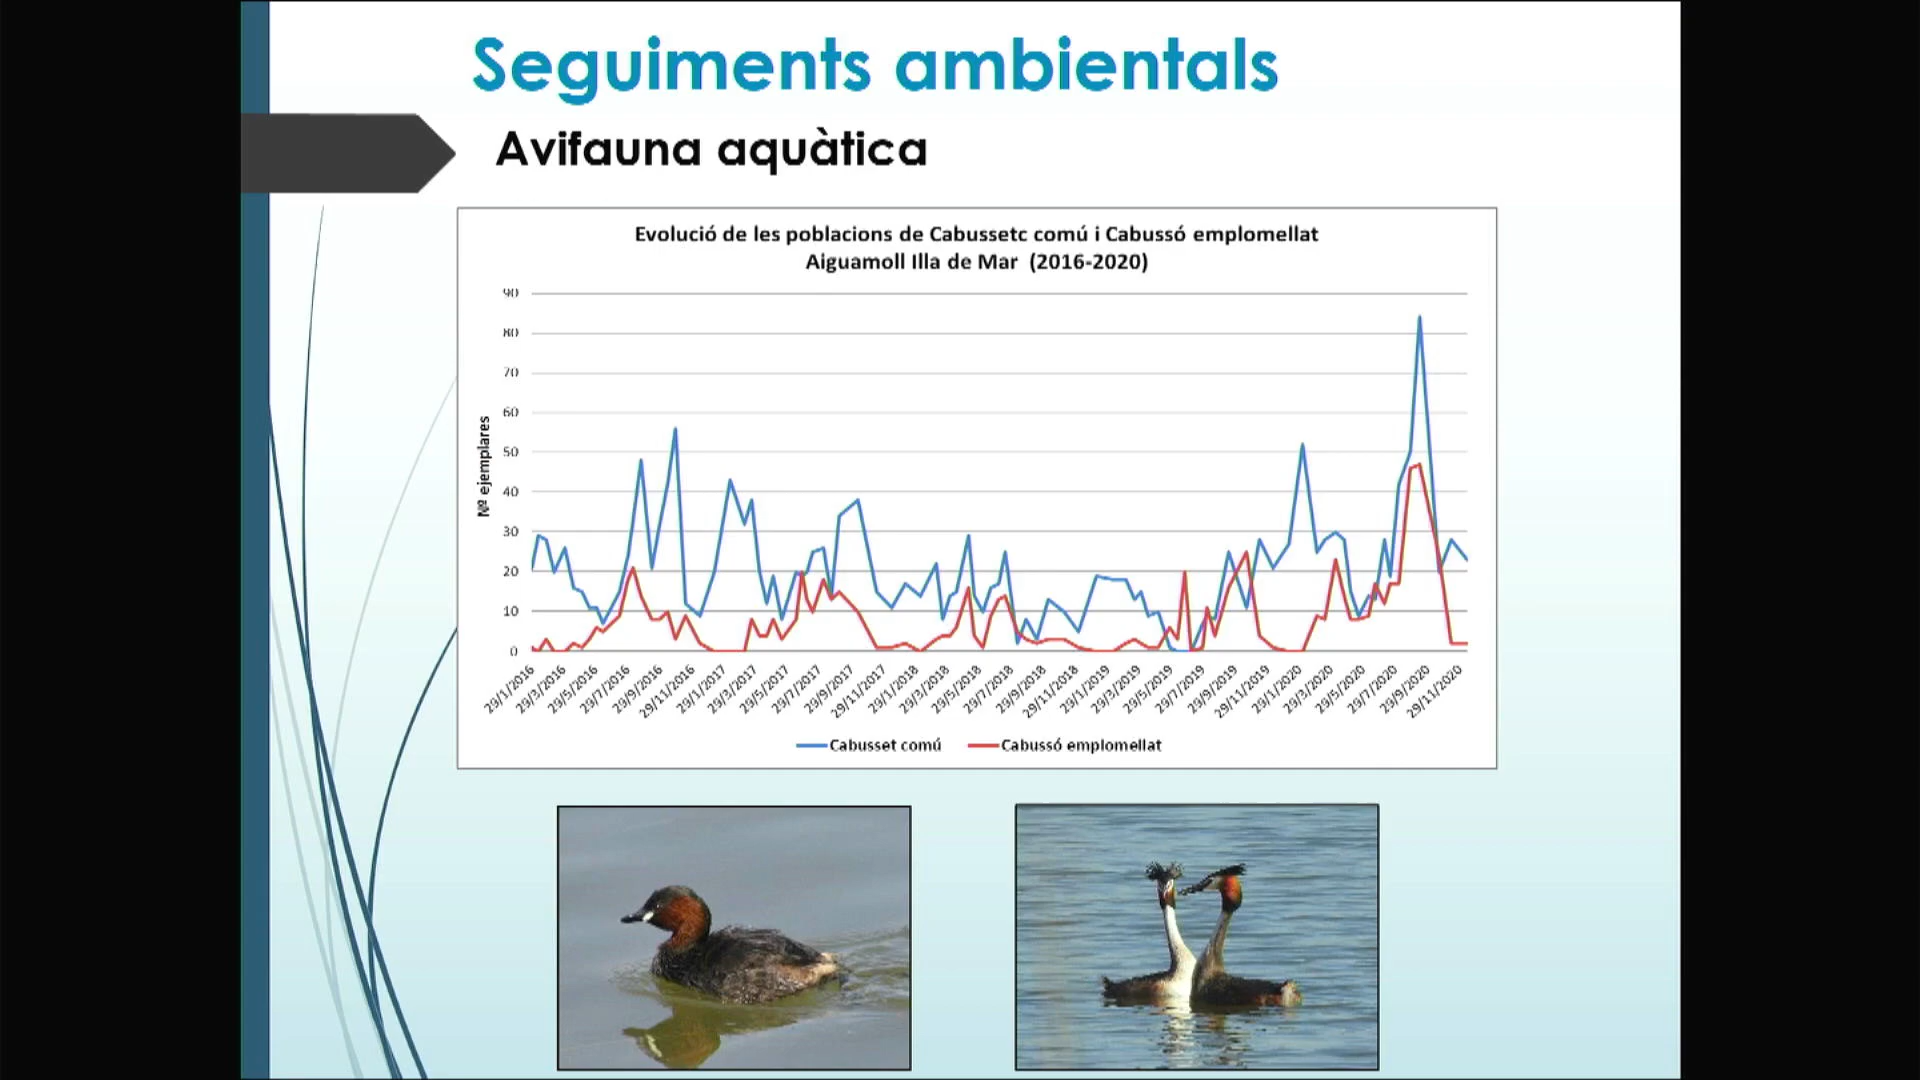 Seguiments ambientals
Avifauna aquàtica
Evolució de les poblacions de Cabussetc comú i Cabussó emplomellat
Aiguamoll Illa de Mar (2016-2020)
90
80
70
60
50
40
30
20
10
0
Nº ejemplares
29/1/2016 29/3/2016 29/5/2016 29/7/2016 29/9/2016 29/11/2016 29/1/2017 29/3/2017 29/5/2017 29/7/2017 29/9/2017 29/11/2017 29/1/2018 29/3/2018 29/5/2018 29/7/2018 29/9/2018 29/11/2018 29/1/2019 29/3/2019 29/5/2019 29/7/2019 29/9/2019 29/11/2019 29/1/2020 29/3/2020 29/5/2020 29/7/2020 29/9/2020 29/11/2020
Cabusset comú Cabussó emplomellat